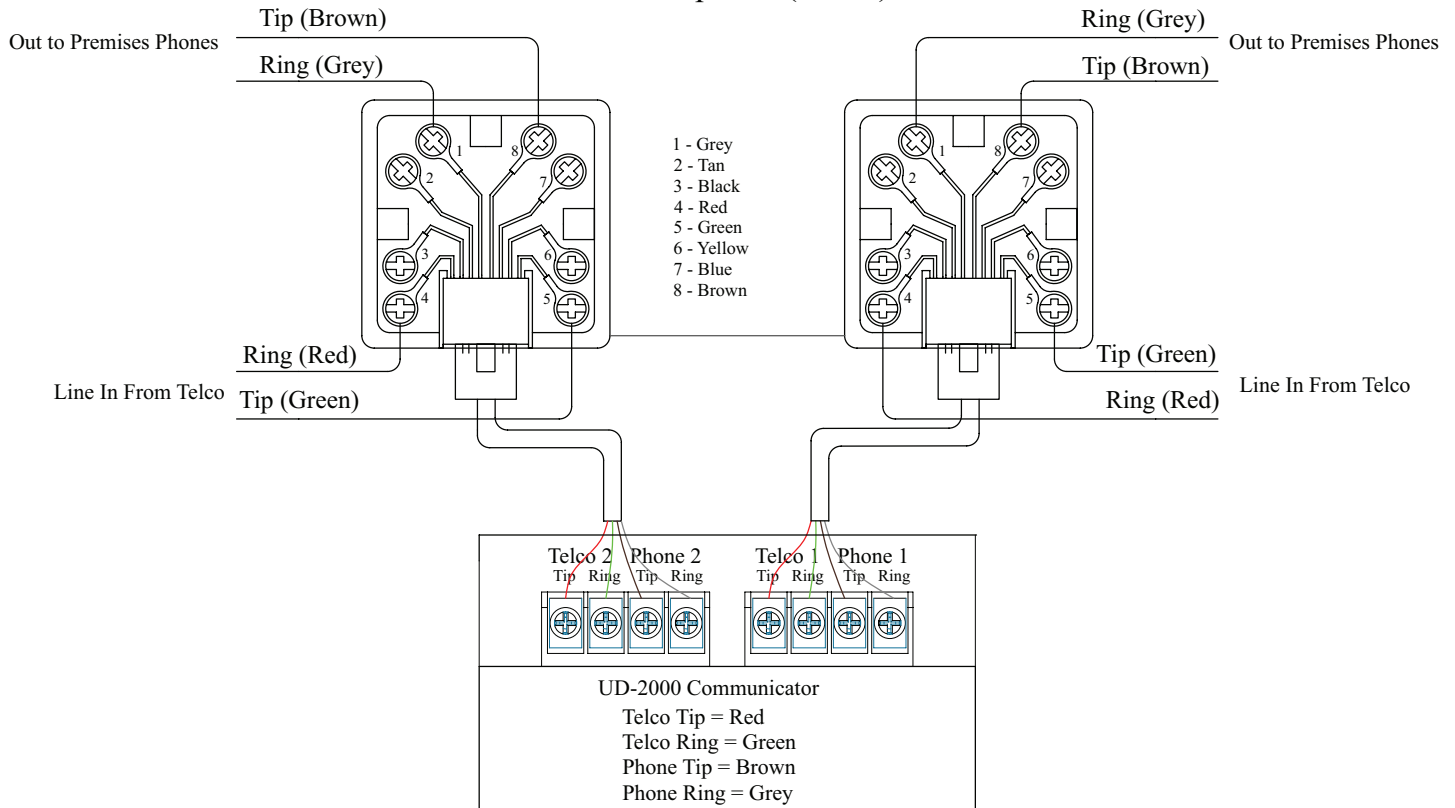 Tip (Brown)
Out to Premises Phones
Ring (Grey)
Ring (Grey)
Out to Premises Phones
Tip (Brown)
1
2
3
4
5
6
7
8
1 - Grey
2 - Tan
3 - Black
4 - Red
5 - Green
6 - Yellow
7 - Blue
8 - Brown
1
2
3
4
5
6
7
8
Ring (Red)
Line In From Telco
Tip (Green)
Tip (Green)
Line In From Telco
Ring (Red)
Telco 2 Phone 2
Tip Ring Tip Ring
Telco 1 Phone 1
Tip Ring Tip Ring
UD-2000 Communicator
Telco Tip = Red
Telco Ring = Green
Phone Tip = Brown
Phone Ring = Grey